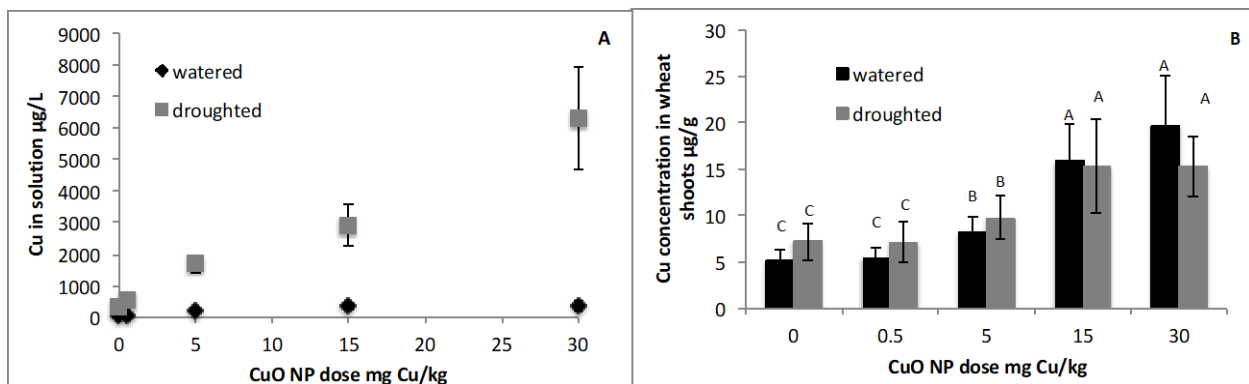 A
9000
8000
7000
6000
5000
4000
3000
2000
1000
0
Cu in solution µg/L
watered
droughted
0 5 10 15 20 25 30
CuO NP dose mg Cu/kg
B
30
25
20
15
10
5
0
Cu concentration in wheat
shoots µg/g
watered
droughted
C C C C B B A A A A
0 0.5 5 15 30
CuO NP dose mg Cu/kg